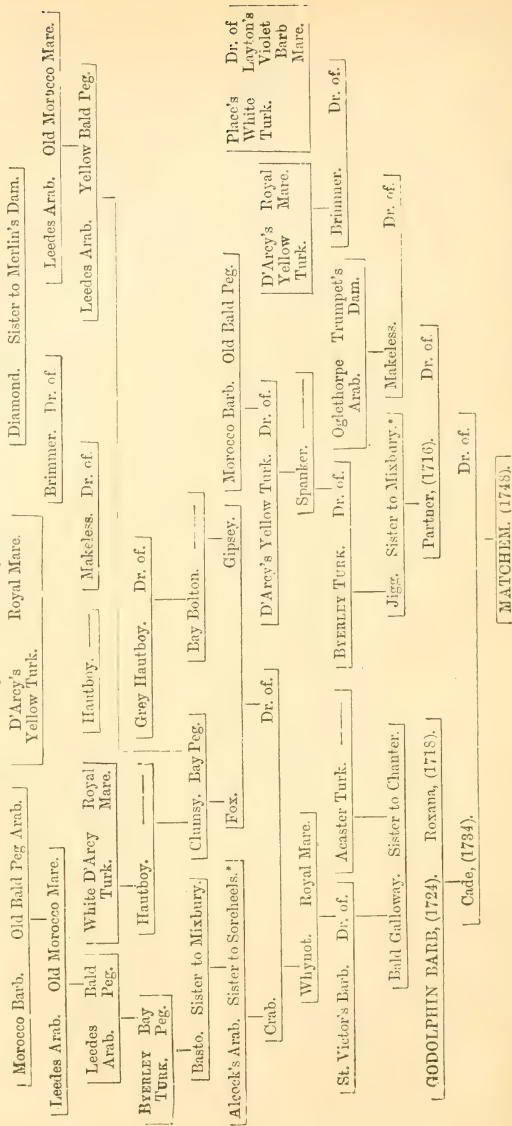 Morocco Barb. Old Bald Peg Arab. D'Arcy's Yellow Turk. Royal Mare. Diamond. Sister to Merlin's Dam.
Leedes Arab. Old Morocco Mare. Brimmer. Dr. of Leedes Arab. Old Morocco Mare.
Leedes Arab. Bald Peg. White D'Arcy Turk. Royal Mare. Hautboy. —— Makeless. Dr. of. Leedes Arab. Yellow Bald Peg.
BYERLEY TURK. Bay Peg. Hautboy. —— Grey Hautboy. Dr. of.
Basto. Sister to Mixbury. Clumsy. Bay Peg. Bay Bolton. ——
Alcock's Arab. Sister to Soreheels.* Fox. Gipsey. Morocco Barb. Old Bald Peg. Place's White Turk. Dr. of Layton's Violet Barb Mare.
Crab. Dr. of. D'Arcy's Yellow Turk. Dr. of. D'Arcy's Yellow Turk. Royal Mare.
Whynot. Royal Mare. Spanker. —— Brimmer. Dr. of.
St. Victor's Barb. Dr. of. Acaster Turk. —— BYERLEY TURK. Dr. of. Oglethorpe Arab. Trumpet's Dam.
Bald Galloway. Sister to Chanter. Jigg. Sister to Mixbury.* Makeless. Dr. of.
GODOLPHIN BARB, (1724). Roxana, (1718). Partner, (1716). Dr. of.
Cade, (1734). Dr. of.
MATCHEM. (1748).